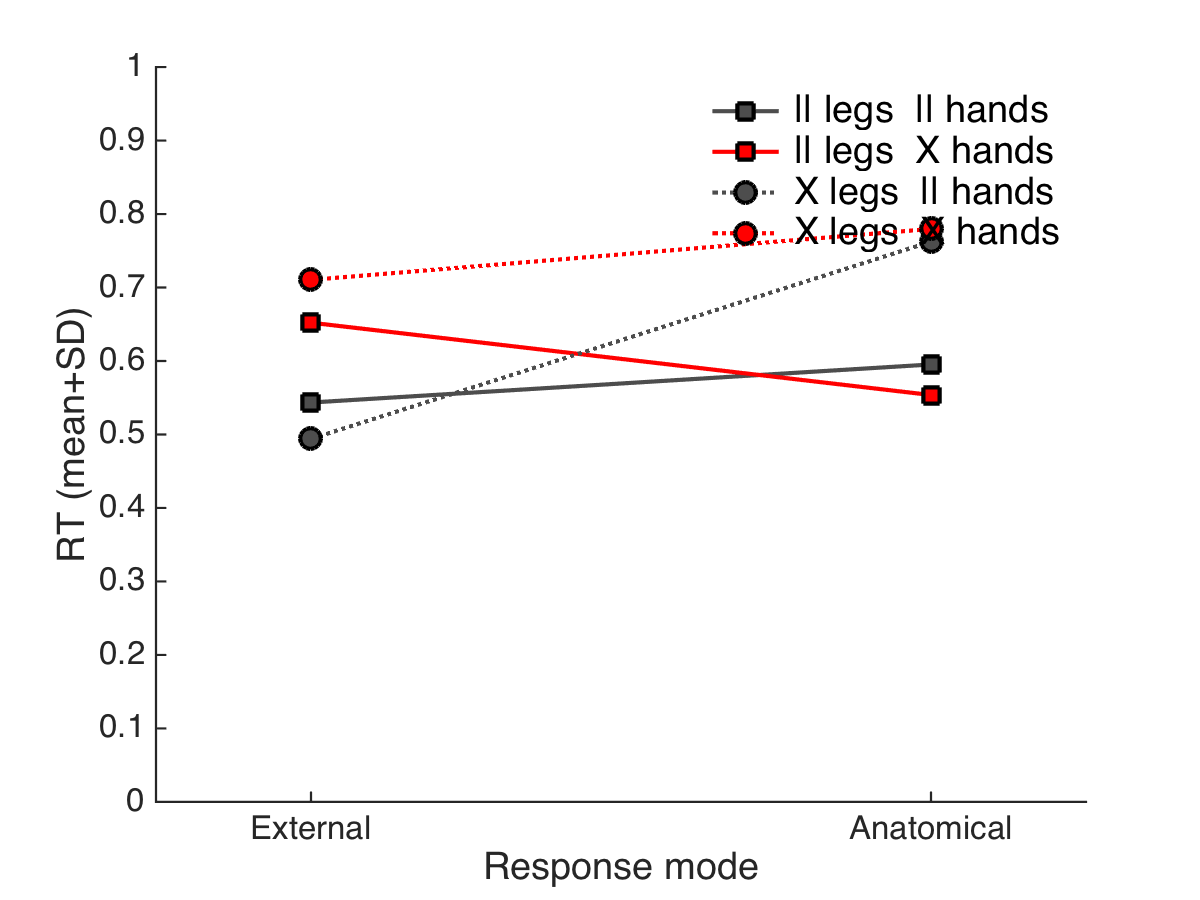 1
0.9
0.8
0.7
0.6
0.5
0.4
0.3
0.2
0.1
0
RT (mean+SD)
ll legs  ll hands
ll legs  X hands
X legs  ll hands
X legs  X hands
External
Anatomical
Response mode